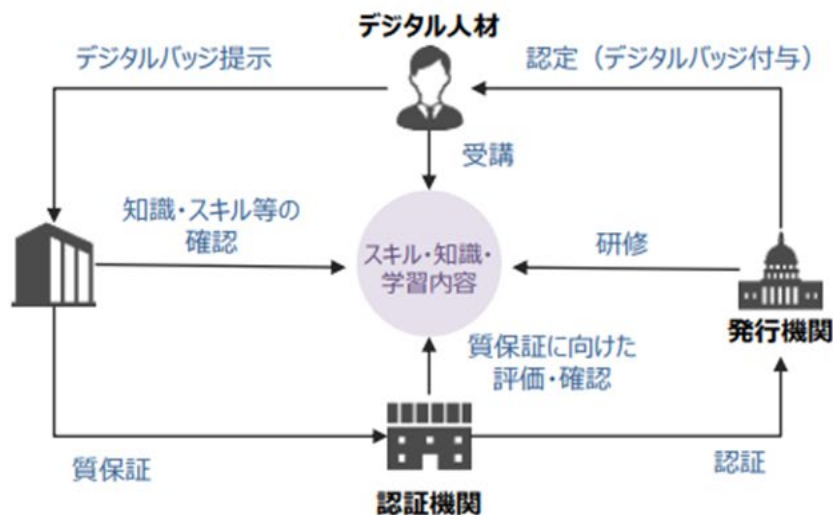 デジタル人材
デジタルバッジ提示
認定（デジタルバッジ付与）
受講
知識・スキル等の
確認
スキル・知識・
学習内容
研修
発行機関
質保証に向けた
評価・確認
質保証
認証
認証機関